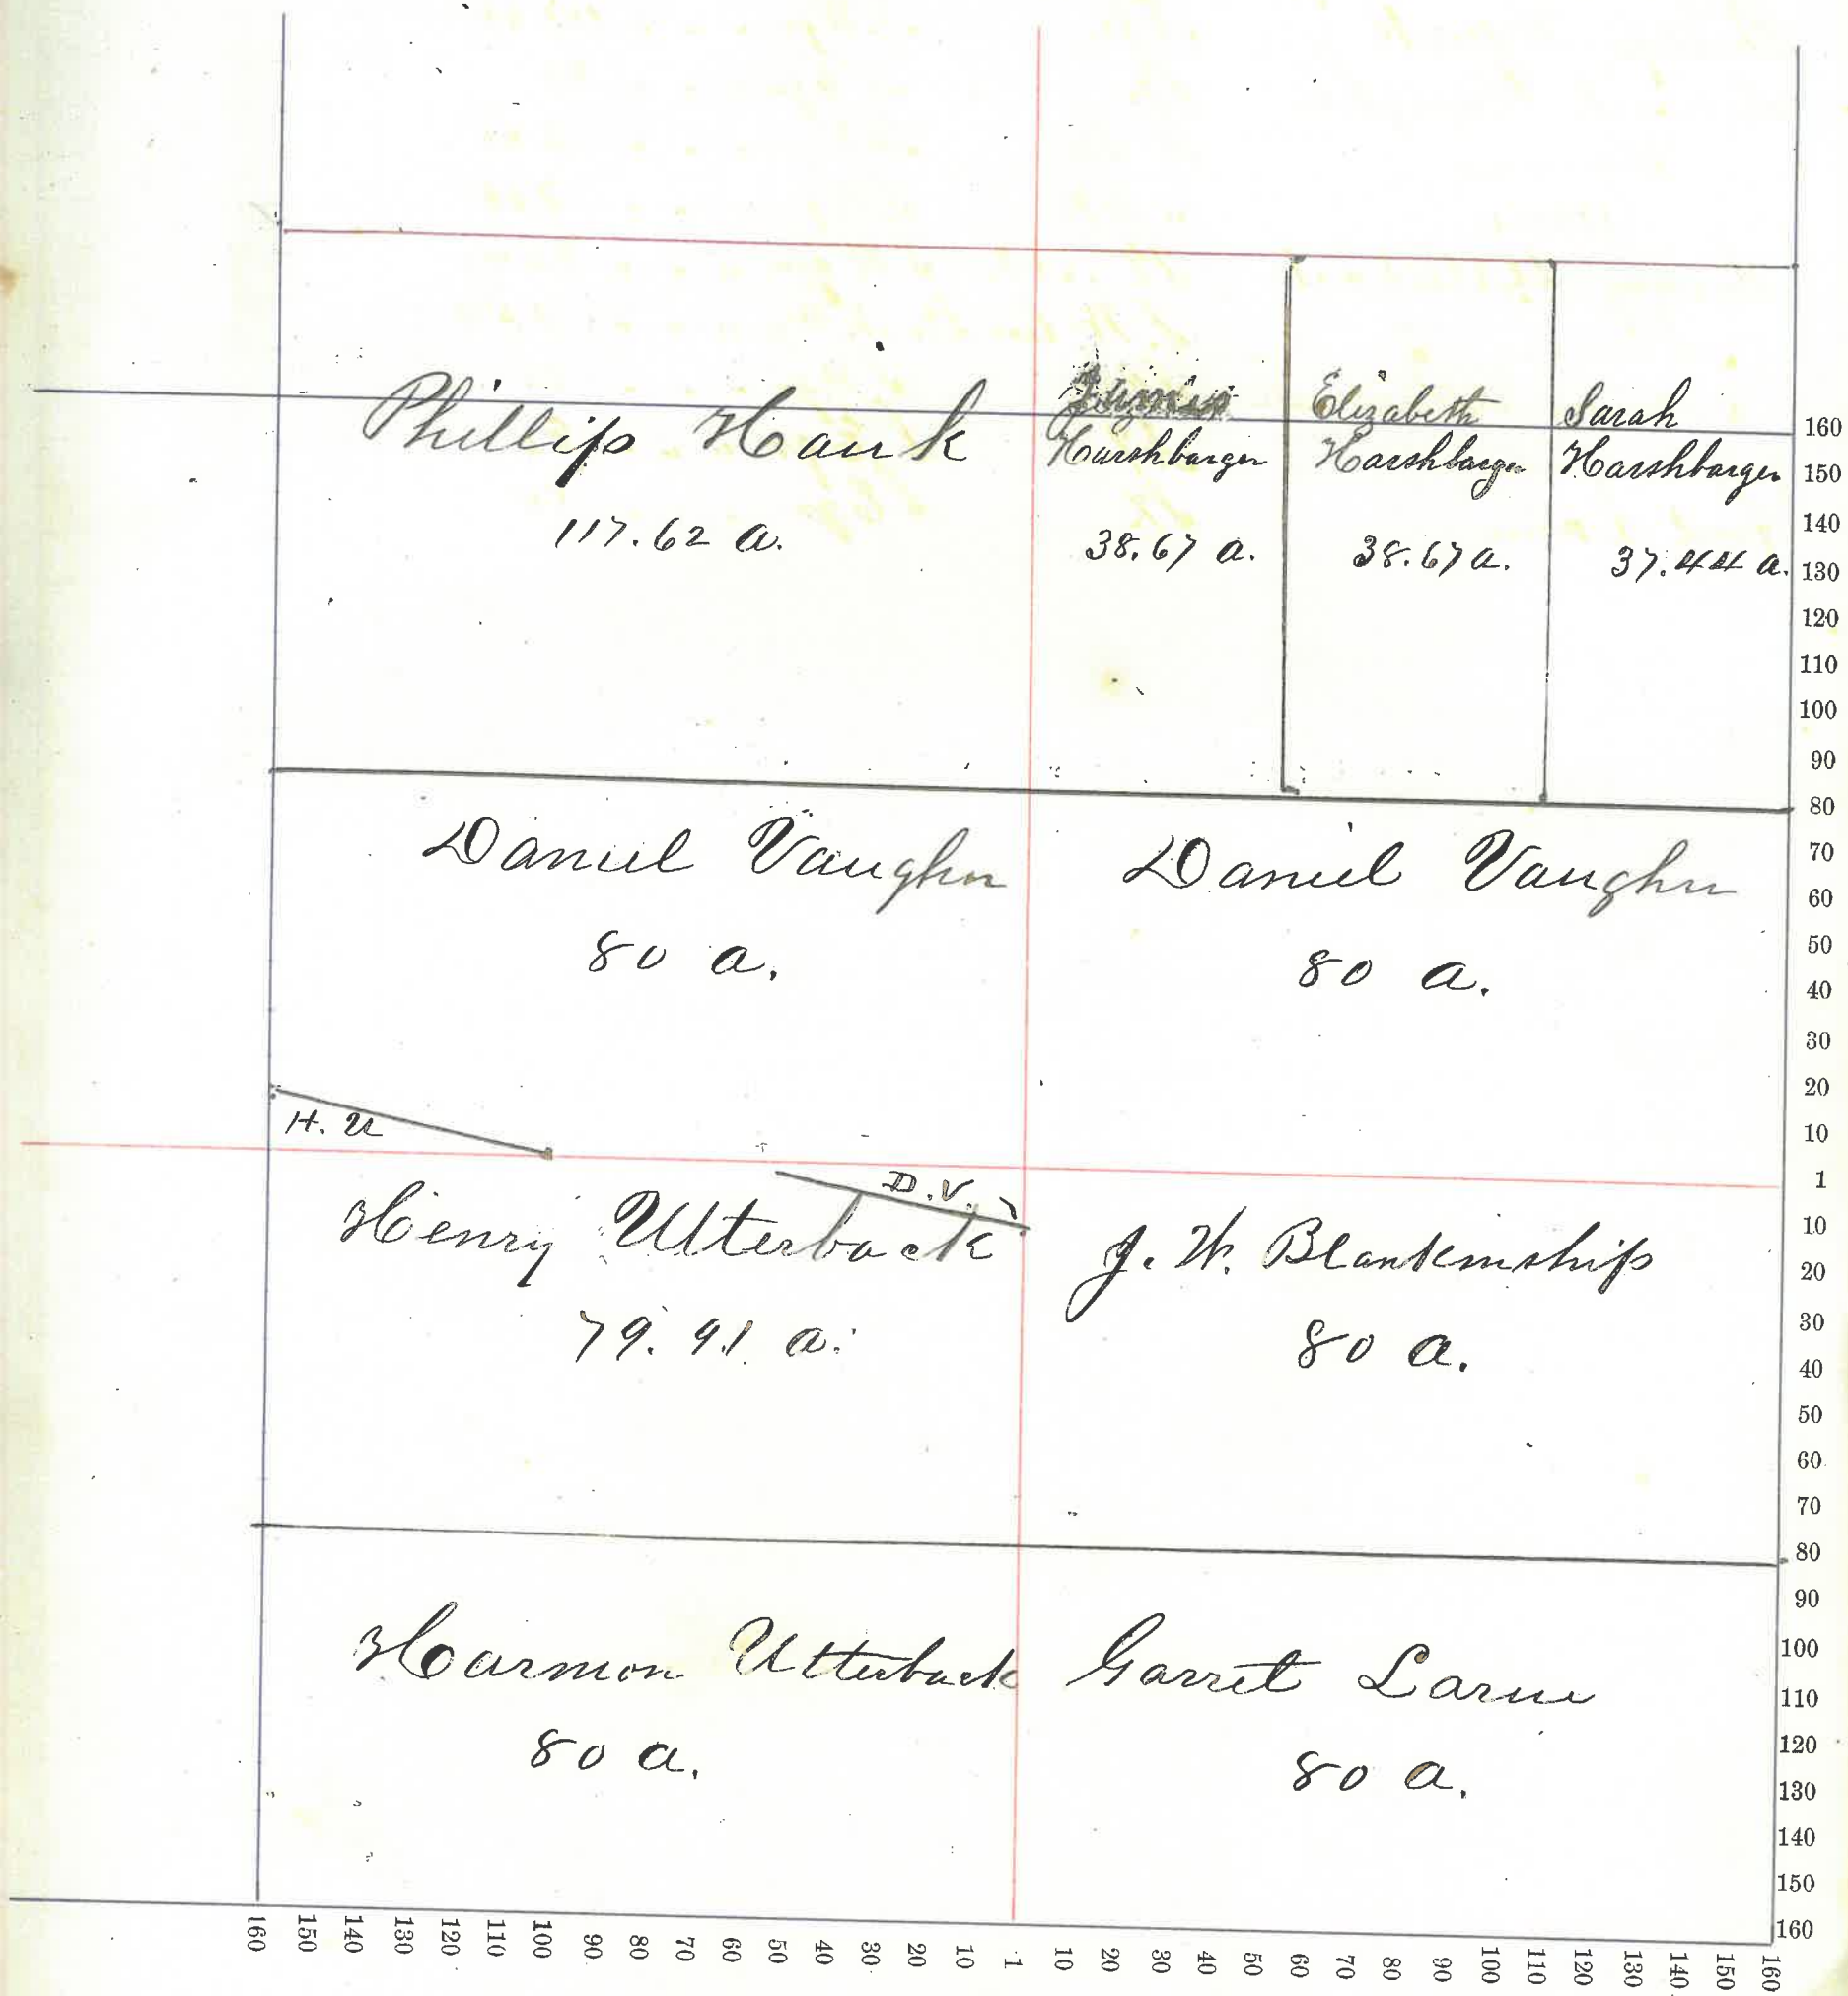 Phillip Hauk
117.62 a.
Harshbarger
38.67 a.
Elizabeth
Harshbarger
38.67 a.
Sarah
Harshbarger
37.44 a.
Daniel Vaughn
80 a.
Daniel Vaughn
80 a.
H. U
D.V.
Henry Utterback
79.91 a.
J. W. Blankenship
80 a.
Harmon Utterback
80 a.
Garret Larue
80 a.
160
150
140
130
120
110
100
90
80
70
60
50
40
30
20
10
1
10
20
30
40
50
60
70
80
90
100
110
120
130
140
150
160
160 150 140 130 120 110 100 90 80 70 60 50 40 30 20 10 1 10 20 30 40 50 60 70 80 90 100 110 120 130 140 150 160